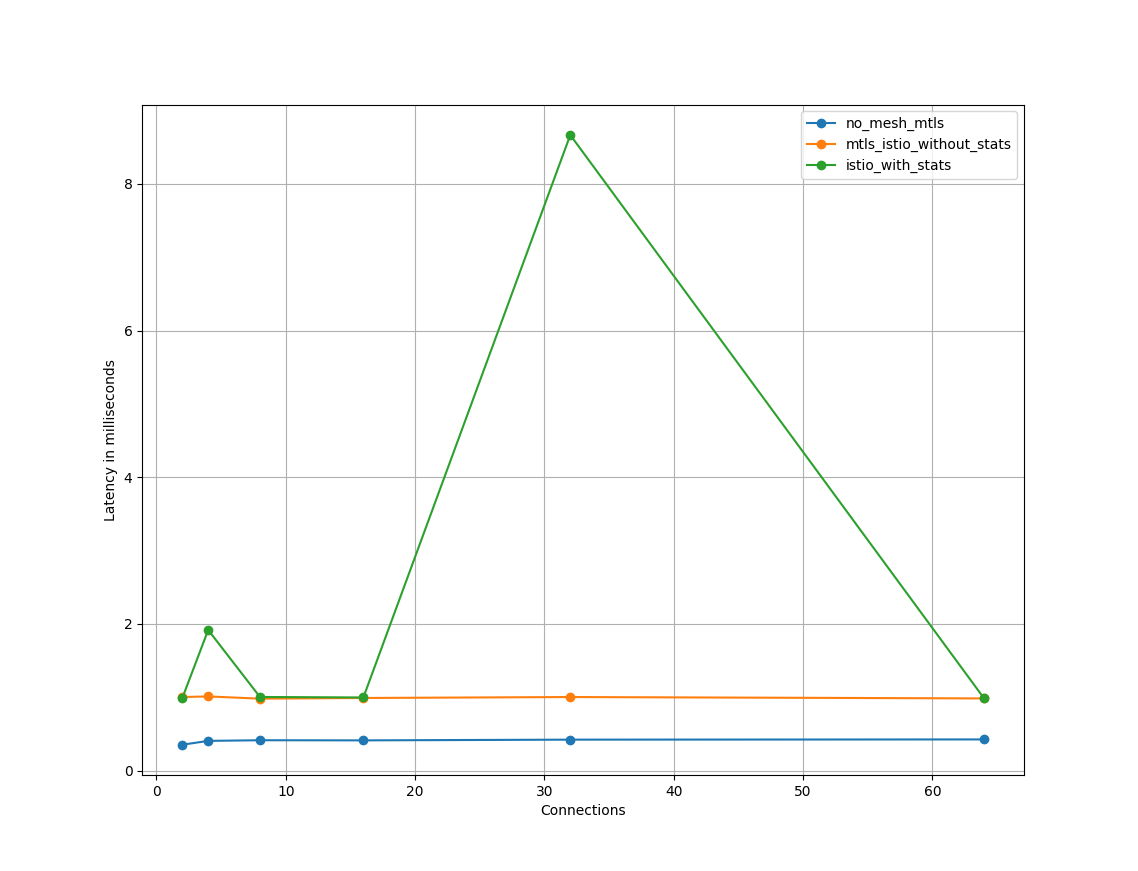 no_mesh_mtls
mtls_istio_without_stats
istio_with_stats
8
6
4
2
0
Latency in milliseconds
0 10 20 30 40 50 60
Connections